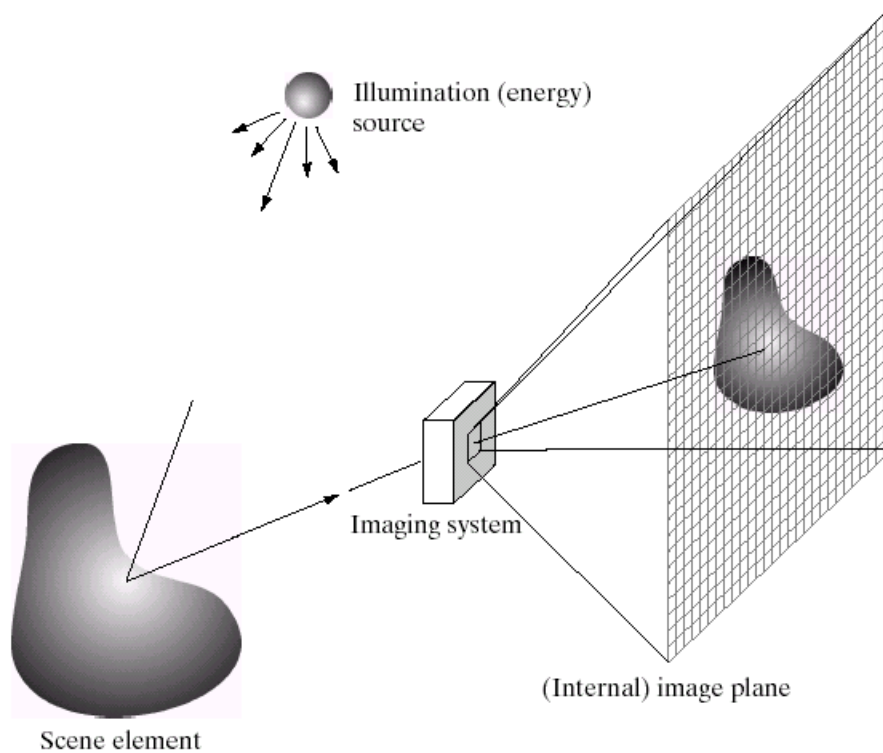 Illumination (energy)
source
Imaging system
(Internal) image plane
Scene element